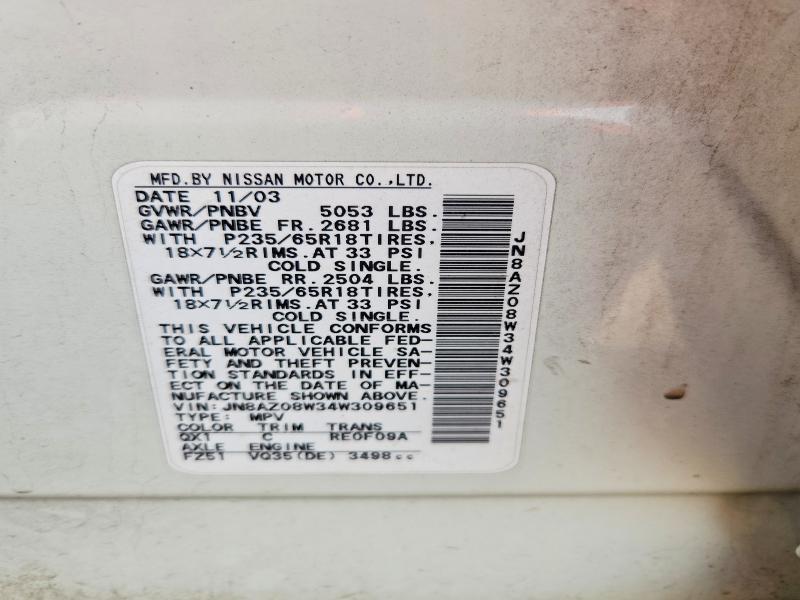 MFD.BY NISSAN MOTOR CO.,LTD.
DATE 11/03
GVWR/PNBV 5053 LBS.
GAWR/PNBE FR.2681 LBS.
WITH P235/65R18TIRES,
18×7½RIMS.AT 33 PSI
COLD SINGLE.
GAWR/PNBE RR.2504 LBS.
WITH P235/65R18TIRES,
18×7½RIMS.AT 33 PSI
COLD SINGLE.
THIS VEHICLE CONFORMS
TO ALL APPLICABLE FED-
ERAL MOTOR VEHICLE SA-
FETY AND THEFT PREVEN-
TION STANDARDS IN EFF-
ECT ON THE DATE OF MA-
NUFACTURE SHOWN ABOVE.
VIN:JN8AZ08W34W309651
TYPE: MPV
COLOR TRIM TRANS
QX1 C RE0F09A
AXLE ENGINE
FZ51 VQ35(DE) 3498cc
JN8AZ08W34W309651